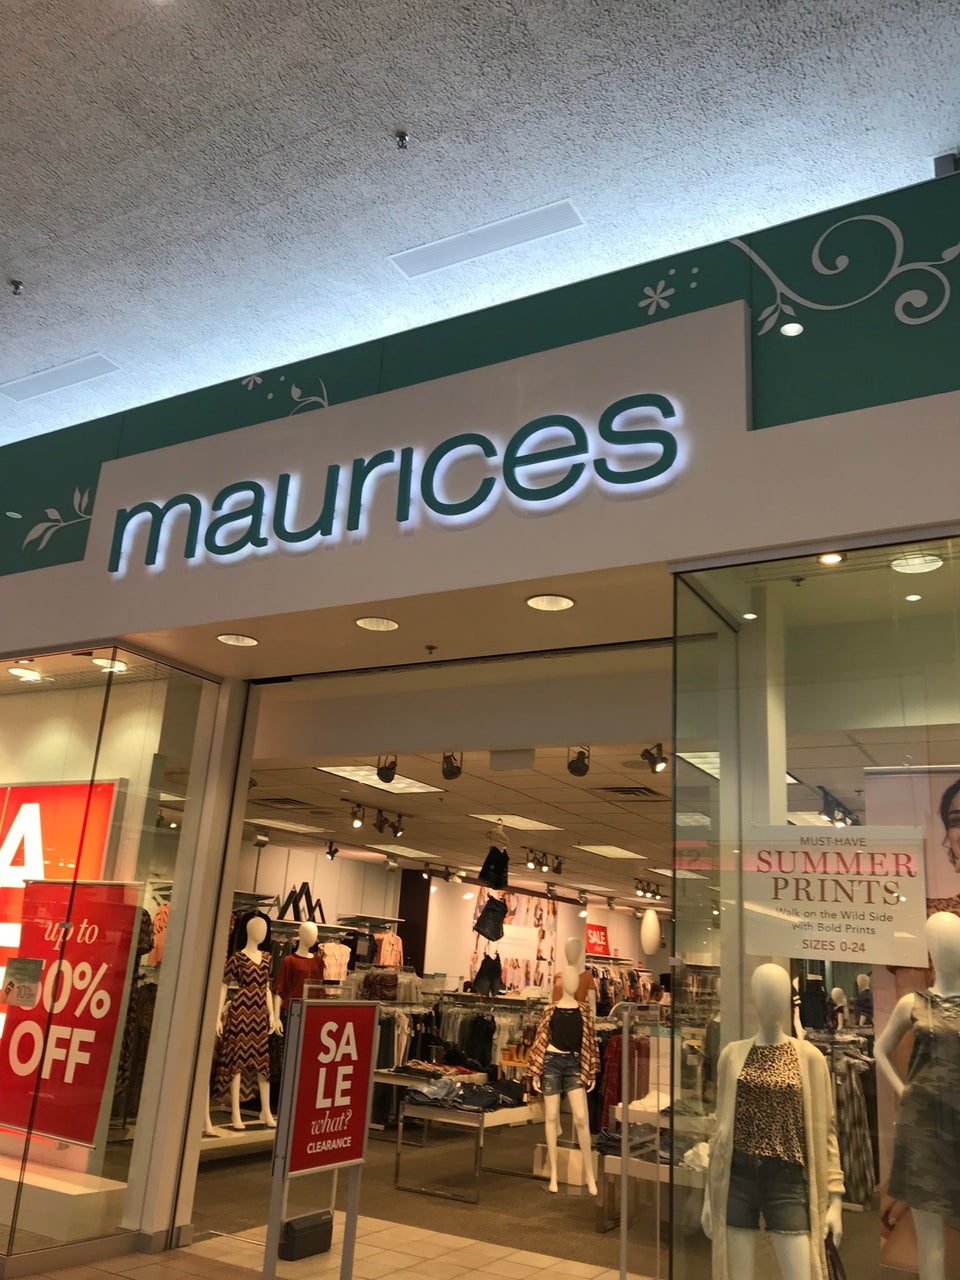 maurices
A
up to
OFF
10%
SA
LE
what?
CLEARANCE
SALE
MUST-HAVE
SUMMER
PRINTS
Walk on the Wild Side
with Bold Prints
SIZES 0-24